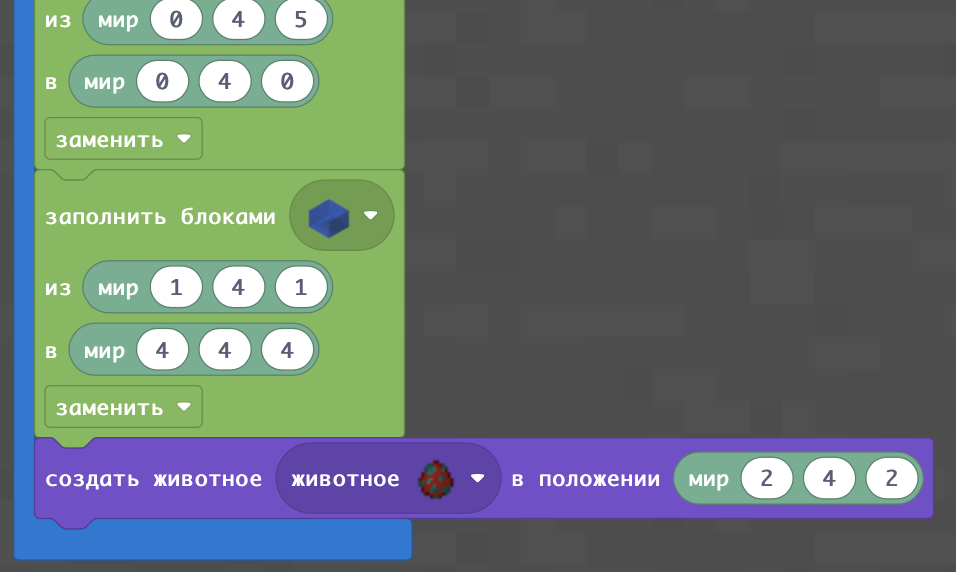 из мир 0 4 5
в мир 0 4 0
заменить
заполнить блоками
из мир 1 4 1
в мир 4 4 4
заменить
создать животное животное в положении мир 2 4 2